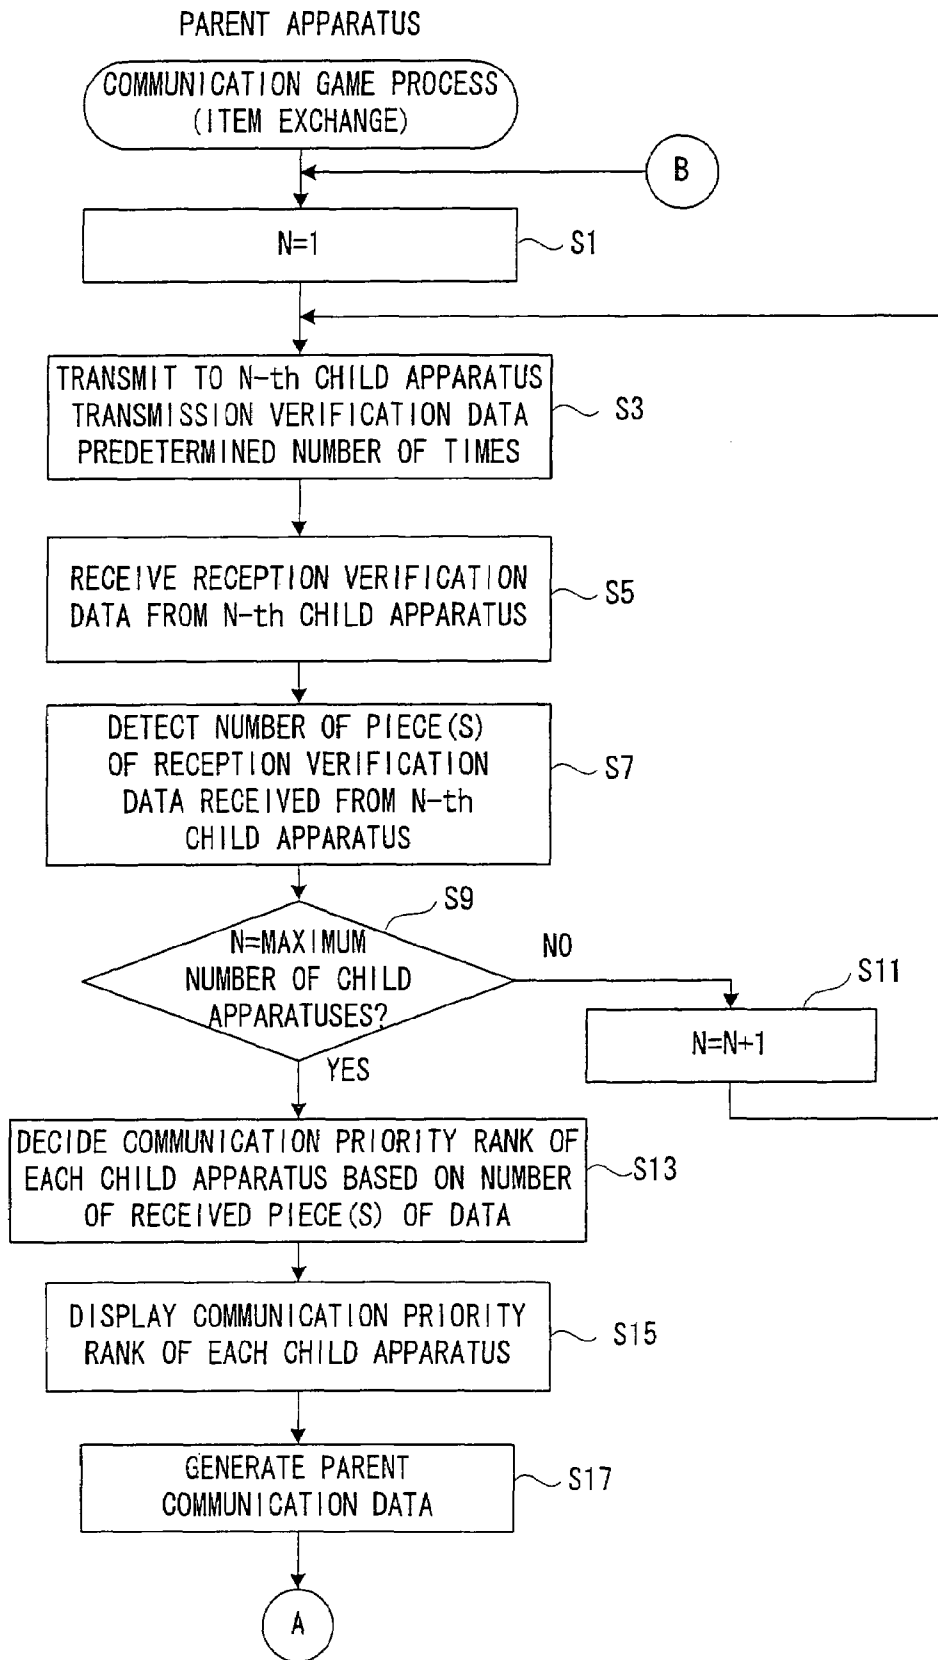 PARENT APPARATUS
COMMUNICATION GAME PROCESS
(ITEM EXCHANGE)
B
N=1
S1
TRANSMIT TO N-th CHILD APPARATUS
TRANSMISSION VERIFICATION DATA
PREDETERMINED NUMBER OF TIMES
S3
RECEIVE RECEPTION VERIFICATION
DATA FROM N-th CHILD APPARATUS
S5
DETECT NUMBER OF PIECE(S)
OF RECEPTION VERIFICATION
DATA RECEIVED FROM N-th
CHILD APPARATUS
S7
N=MAXIMUM
NUMBER OF CHILD
APPARATUSES?
S9
NO
S11
N=N+1
YES
DECIDE COMMUNICATION PRIORITY RANK OF
EACH CHILD APPARATUS BASED ON NUMBER
OF RECEIVED PIECE(S) OF DATA
S13
DISPLAY COMMUNICATION PRIORITY
RANK OF EACH CHILD APPARATUS
S15
GENERATE PARENT
COMMUNICATION DATA
S17
A